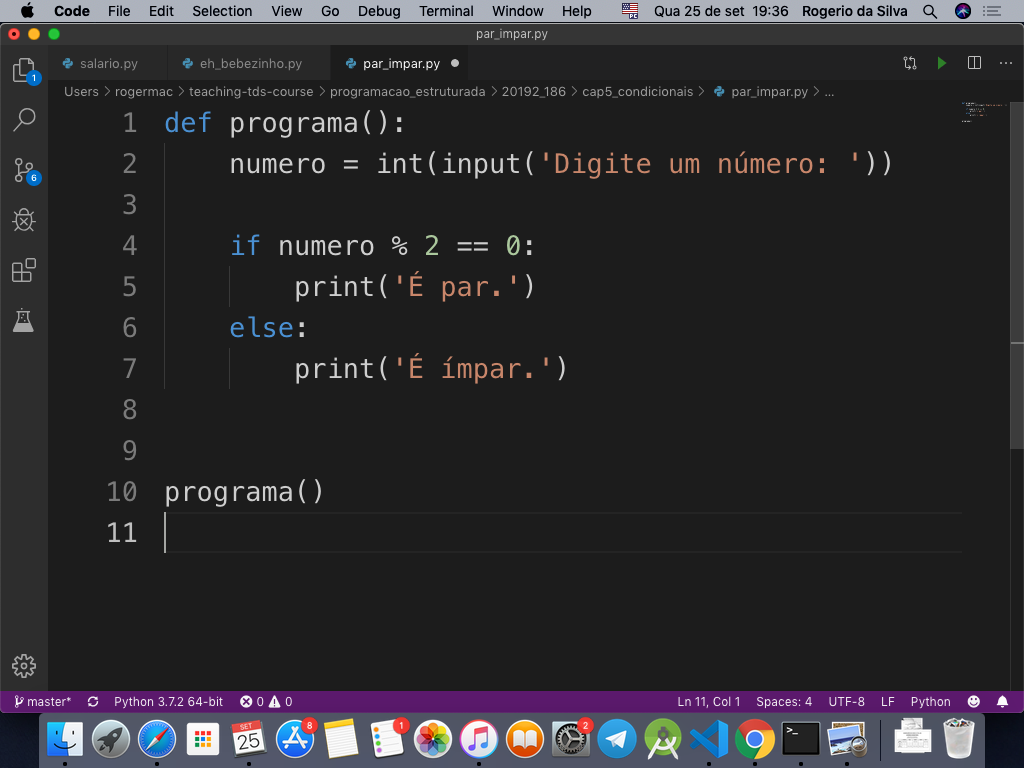 Code File Edit Selection View Go Debug Terminal Window Help Qua 25 de set 19:36 Rogerio da Silva
par_impar.py
salario.py eh_bebezinho.py par_impar.py
Users > rogermac > teaching-tds-course > programacao_estruturada > 20192_186 > cap5_condicionais > par_impar.py > ...
1
6
1 def programa():
2     numero = int(input('Digite um número: '))
3
4     if numero % 2 == 0:
5         print('É par.')
6     else:
7         print('É ímpar.')
8
9
10 programa()
11
master* Python 3.7.2 64-bit 0 0 Ln 11, Col 1 Spaces: 4 UTF-8 LF Python
SET
25
8
1
2
>_